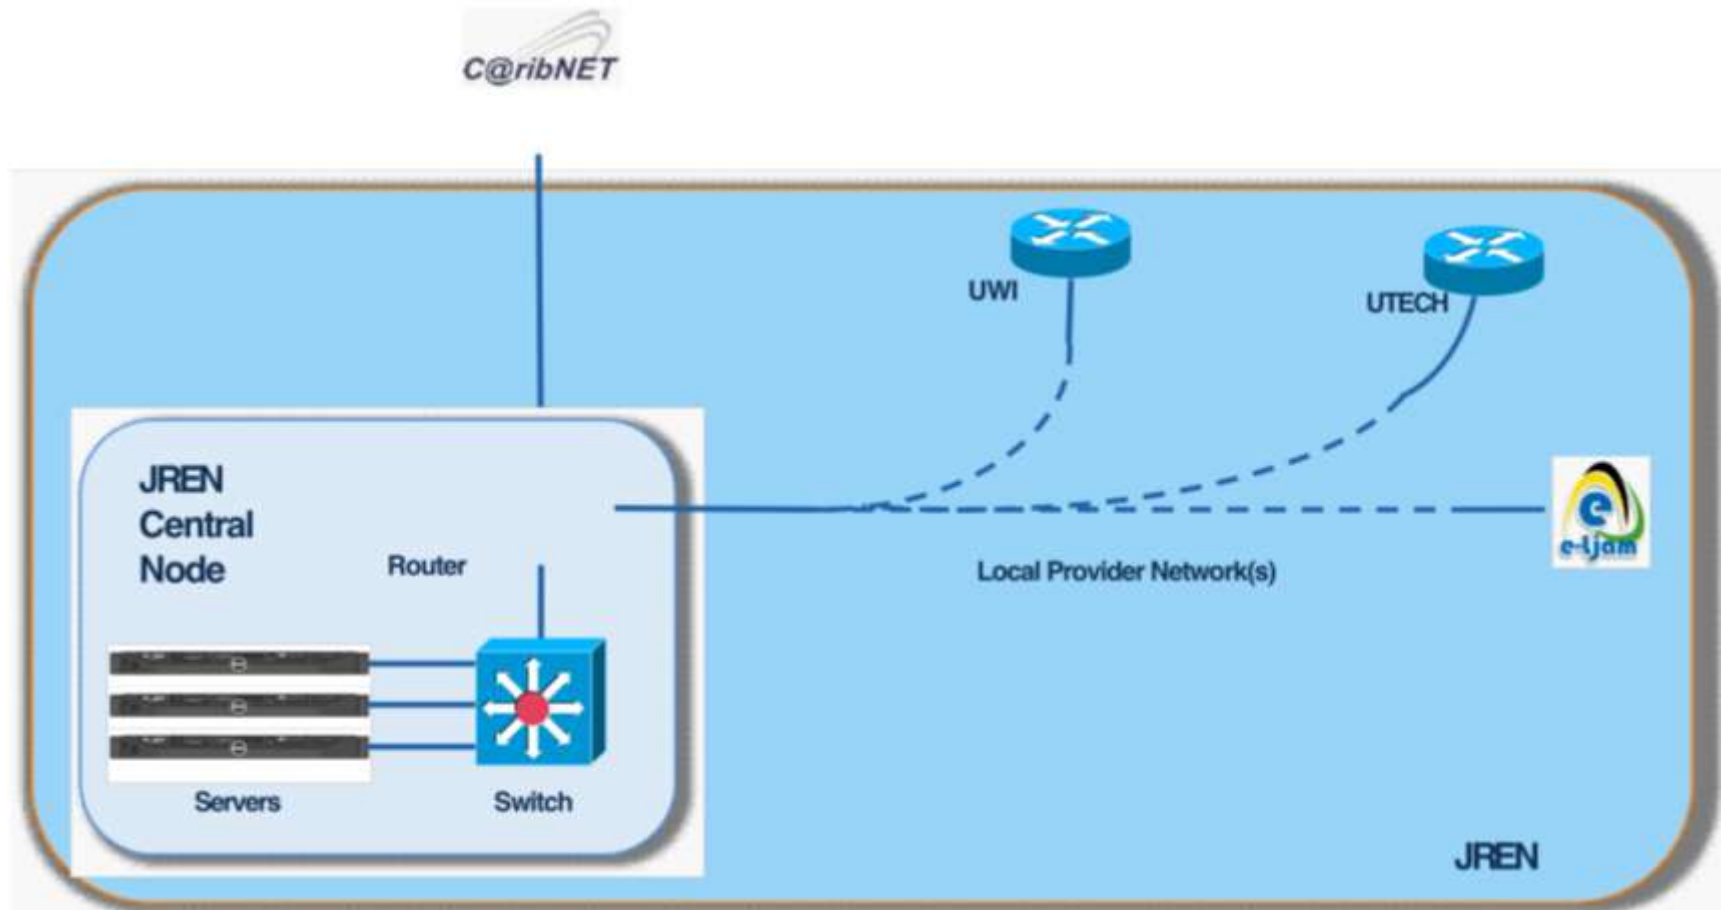 C@ribNET
UWI
UTECH
JREN
Central
Node
Router
Local Provider Network(s)
e
e-Ljam
Servers
Switch
JREN